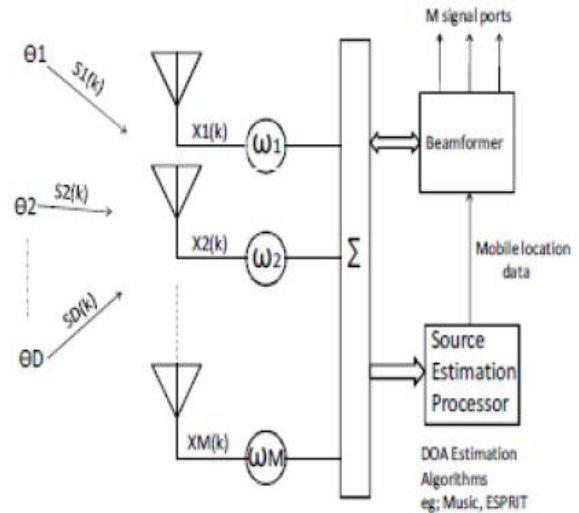 M signal ports
Θ1
S1(k)
X1(k)
ω1
Beamformer
Θ2
S2(k)
X2(k)
ω2
Σ
Mobile location
data
SD(k)
ΘD
Source
Estimation
Processor
XM(k)
ωM
DOA Estimation
Algorithms
eg; Music, ESPRIT